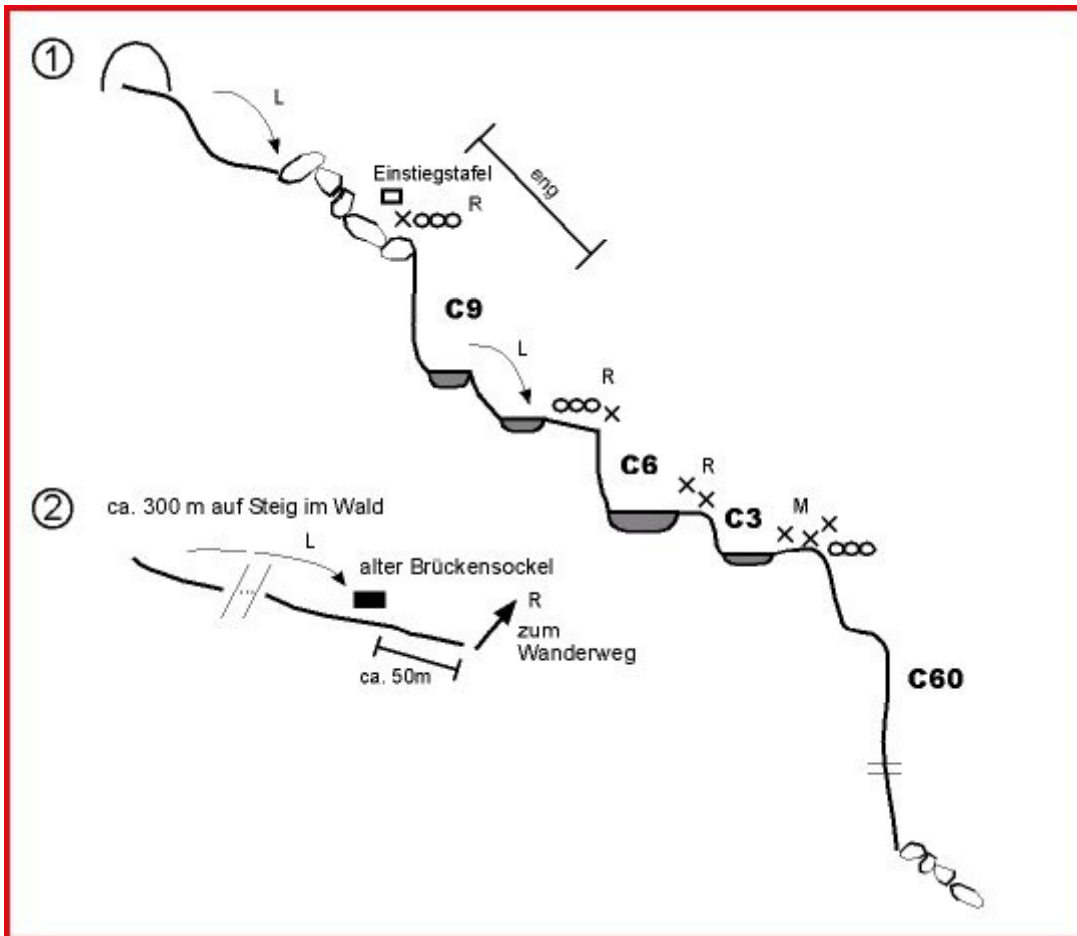 1
L
Einstiegstafel
R
eng
C9
L
R
C6
R
C3
M
C60
2
ca. 300 m auf Steig im Wald
L
alter Brückensockel
R
zum
Wanderweg
ca. 50m